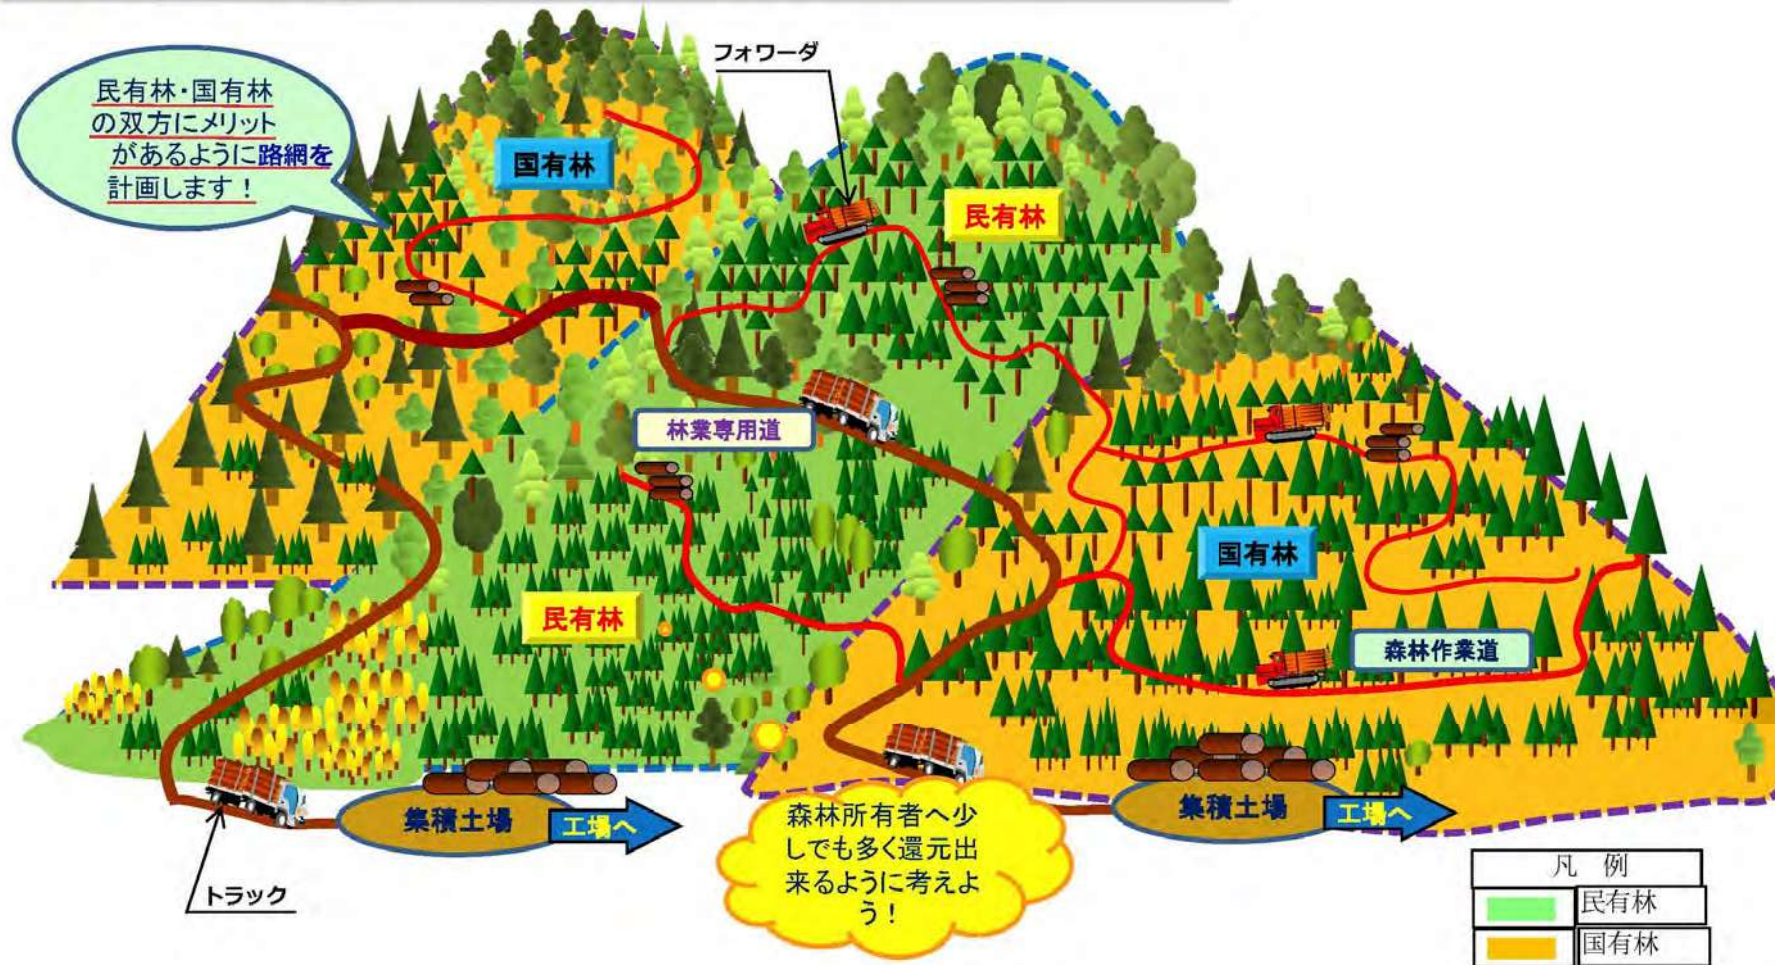 フォワーダ
民有林・国有林
の双方にメリット
があるように路網を
計画します！
国有林
民有林
林業専用道
国有林
民有林
森林作業道
集積土場
工場へ
森林所有者へ少
しでも多く還元出
来るように考えよ
う！
集積土場
工場へ
トラック
凡 例
民有林
国有林